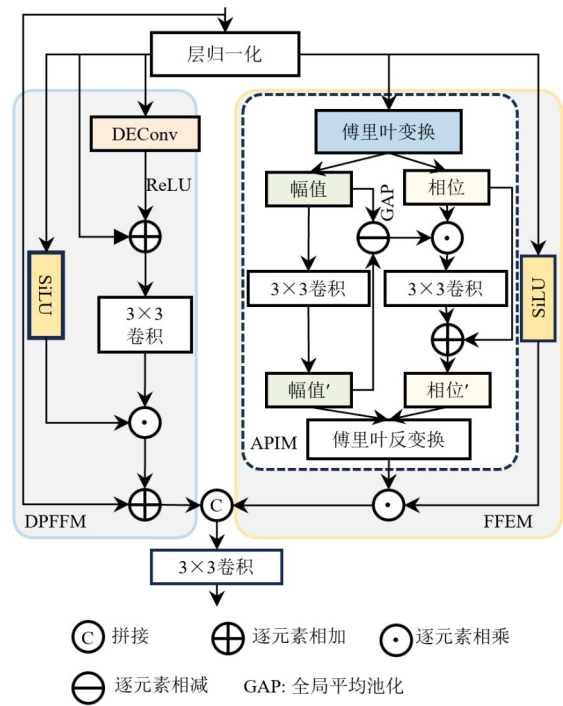 层归一化
DEConv
ReLU
SiLU
3×3
卷积
DPFFM
傅里叶变换
幅值
相位
GAP
3×3卷积
3×3卷积
幅值′
相位′
APIM
傅里叶反变换
SiLU
FFEM
C
3×3卷积
C 拼接
逐元素相加
逐元素相乘
逐元素相减
GAP: 全局平均池化